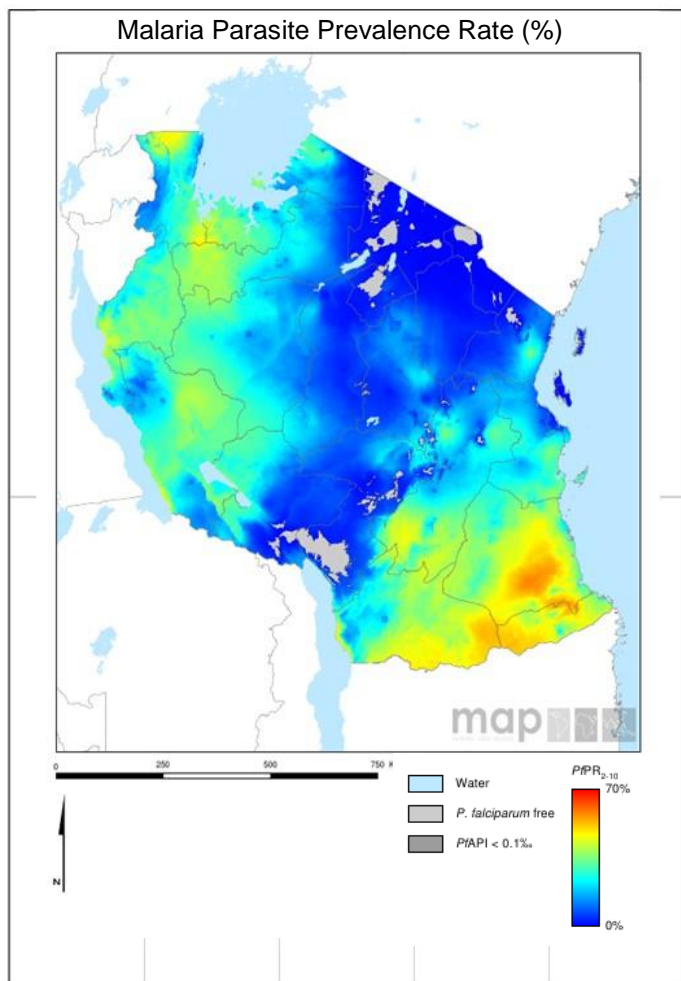 Malaria Parasite Prevalence Rate (%)
map
0 250 500 750 K
Water
P. falciparum free
PfAPI < 0.1‰
PfPR2-10
70%
0%
N